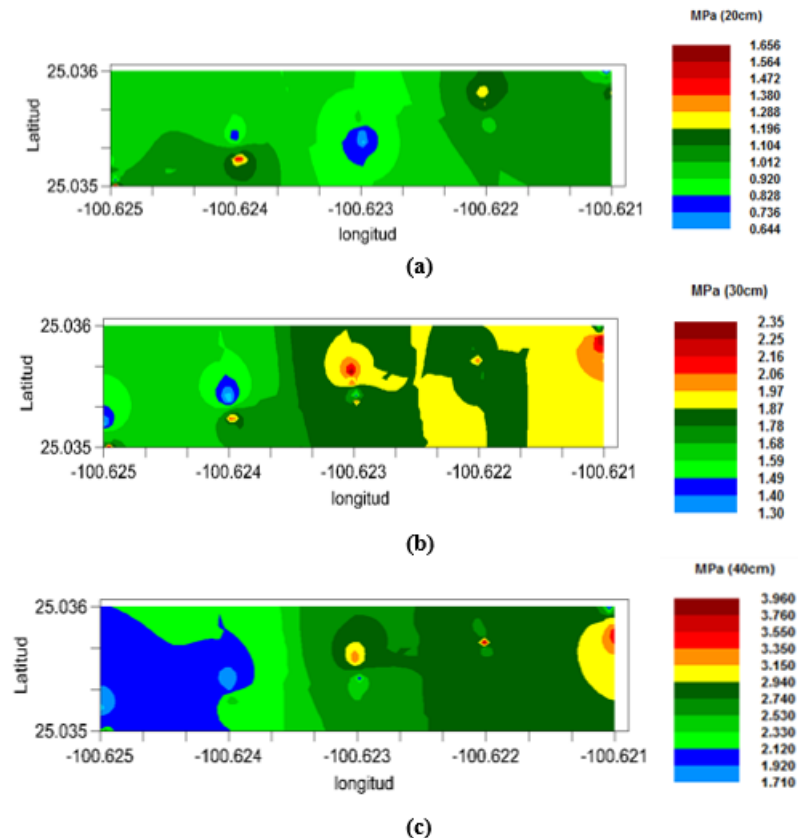 MPa (20cm)
1.656
1.564
1.472
1.380
1.288
1.196
1.104
1.012
0.920
0.828
0.736
0.644
25.036
Latitud
25.035
-100.625 -100.624 -100.623 -100.622 -100.621
longitud
(a)
MPa (30cm)
2.35
2.25
2.16
2.06
1.97
1.87
1.78
1.68
1.59
1.49
1.40
1.30
25.036
Latitud
25.035
-100.625 -100.624 -100.623 -100.622 -100.621
longitud
(b)
MPa (40cm)
3.960
3.760
3.550
3.350
3.150
2.940
2.740
2.530
2.330
2.120
1.920
1.710
25.036
Latitud
25.035
-100.625 -100.624 -100.623 -100.622 -100.621
longitud
(c)